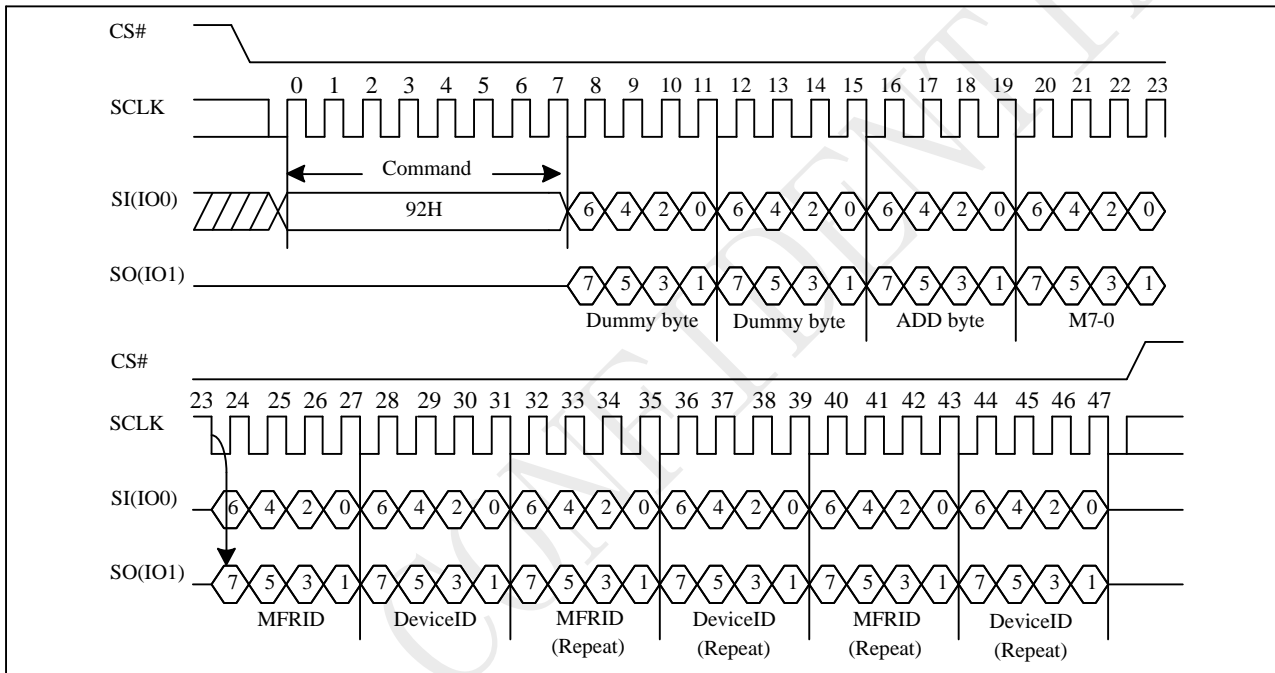 CS#
0 1 2 3 4 5 6 7 8 9 10 11 12 13 14 15 16 17 18 19 20 21 22 23
SCLK
Command
SI(IO0)
92H
6 4 2 0 6 4 2 0 6 4 2 0 6 4 2 0
SO(IO1)
7 5 3 1 7 5 3 1 7 5 3 1 7 5 3 1
Dummy byte Dummy byte ADD byte M7-0
CS#
23 24 25 26 27 28 29 30 31 32 33 34 35 36 37 38 39 40 41 42 43 44 45 46 47
SCLK
SI(IO0)
6 4 2 0 6 4 2 0 6 4 2 0 6 4 2 0 6 4 2 0 6 4 2 0
SO(IO1)
7 5 3 1 7 5 3 1 7 5 3 1 7 5 3 1 7 5 3 1 7 5 3 1
MFRID DeviceID MFRID DeviceID MFRID DeviceID
(Repeat) (Repeat) (Repeat) (Repeat)
CONFIDENTI